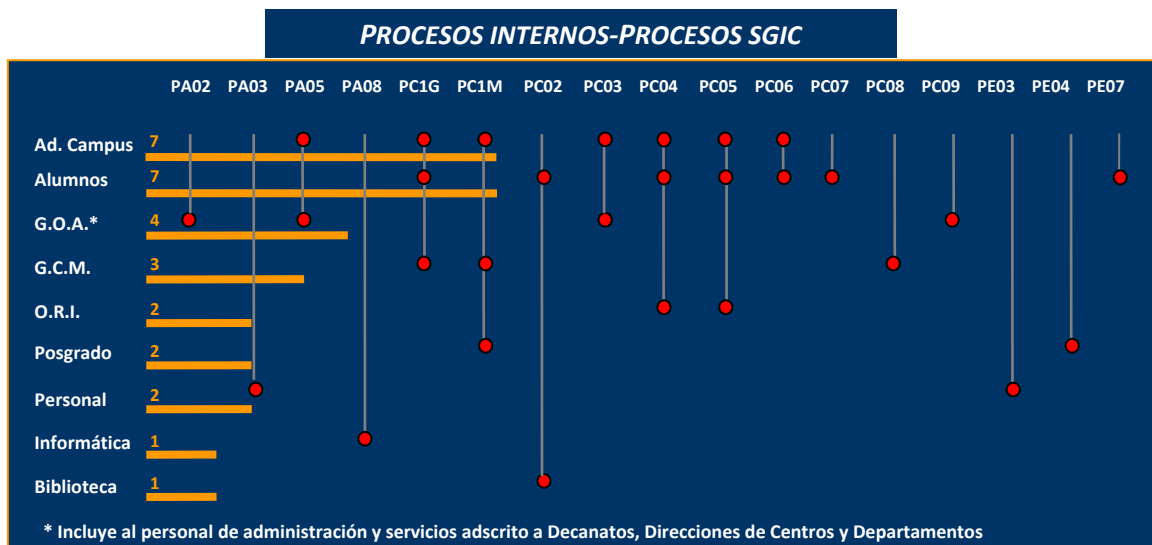 PROCESOS INTERNOS-PROCESOS SGIC
PA02 PA03 PA05 PA08 PC1G PC1M PC02 PC03 PC04 PC05 PC06 PC07 PC08 PC09 PE03 PE04 PE07
Ad. Campus 7
Alumnos 7
G.O.A.* 4
G.C.M. 3
O.R.I. 2
Posgrado 2
Personal 2
Informática 1
Biblioteca 1
* Incluye al personal de administración y servicios adscrito a Decanatos, Direcciones de Centros y Departamentos